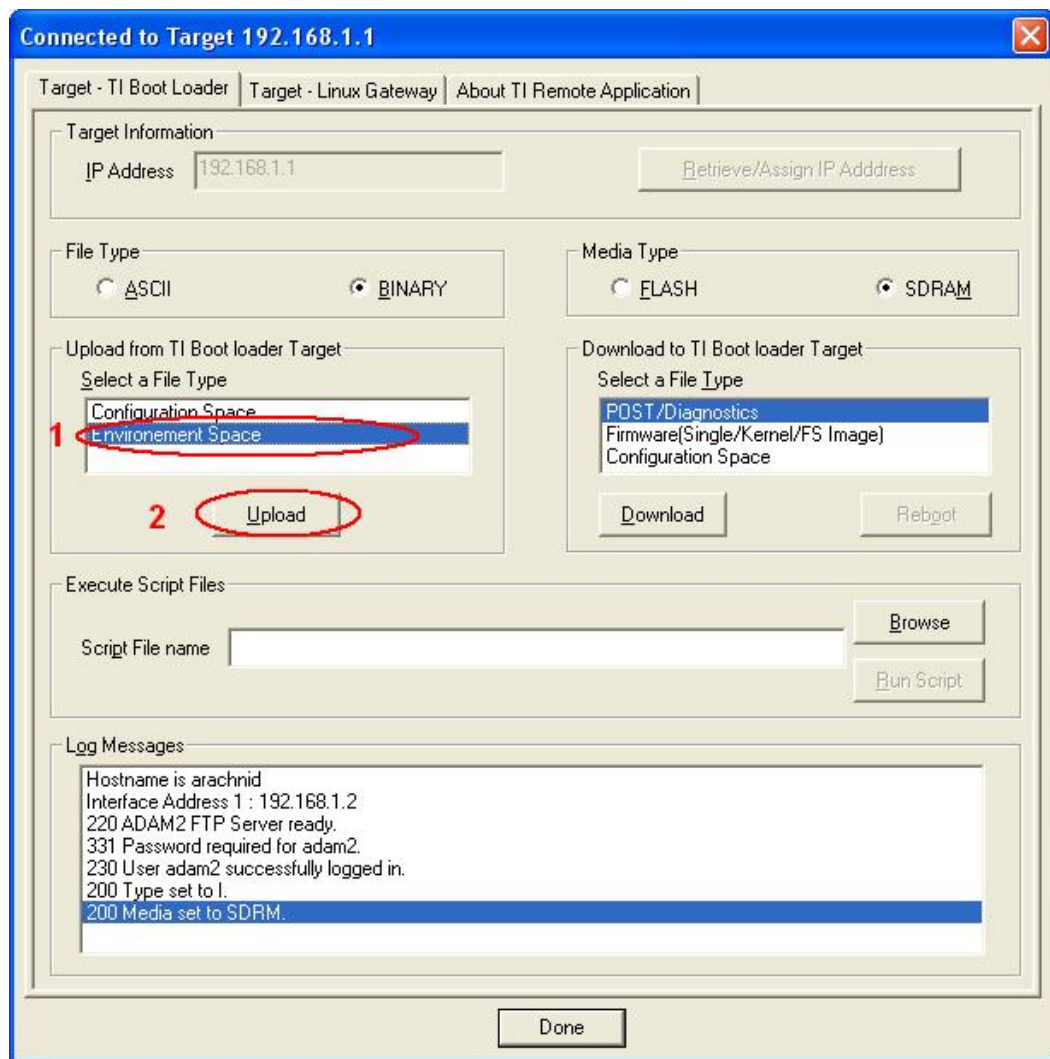 Connected to Target 192.168.1.1
Target - TI Boot Loader
Target - Linux Gateway
About TI Remote Application
Target Information
IP Address
192.168.1.1
Retrieve/Assign IP Adddress
File Type
ASCII
BINARY
Media Type
FLASH
SDRAM
Upload from TI Boot loader Target
Select a File Type
Configuration Space
1
Environement Space
2
Upload
Download to TI Boot loader Target
Select a File Type
POST/Diagnostics
Firmware(Single/Kernel/FS Image)
Configuration Space
Download
Reboot
Execute Script Files
Script File name
Browse
Run Script
Log Messages
Hostname is arachnid
Interface Address 1 : 192.168.1.2
220 ADAM2 FTP Server ready.
331 Password required for adam2.
230 User adam2 successfully logged in.
200 Type set to I.
200 Media set to SDRM.
Done